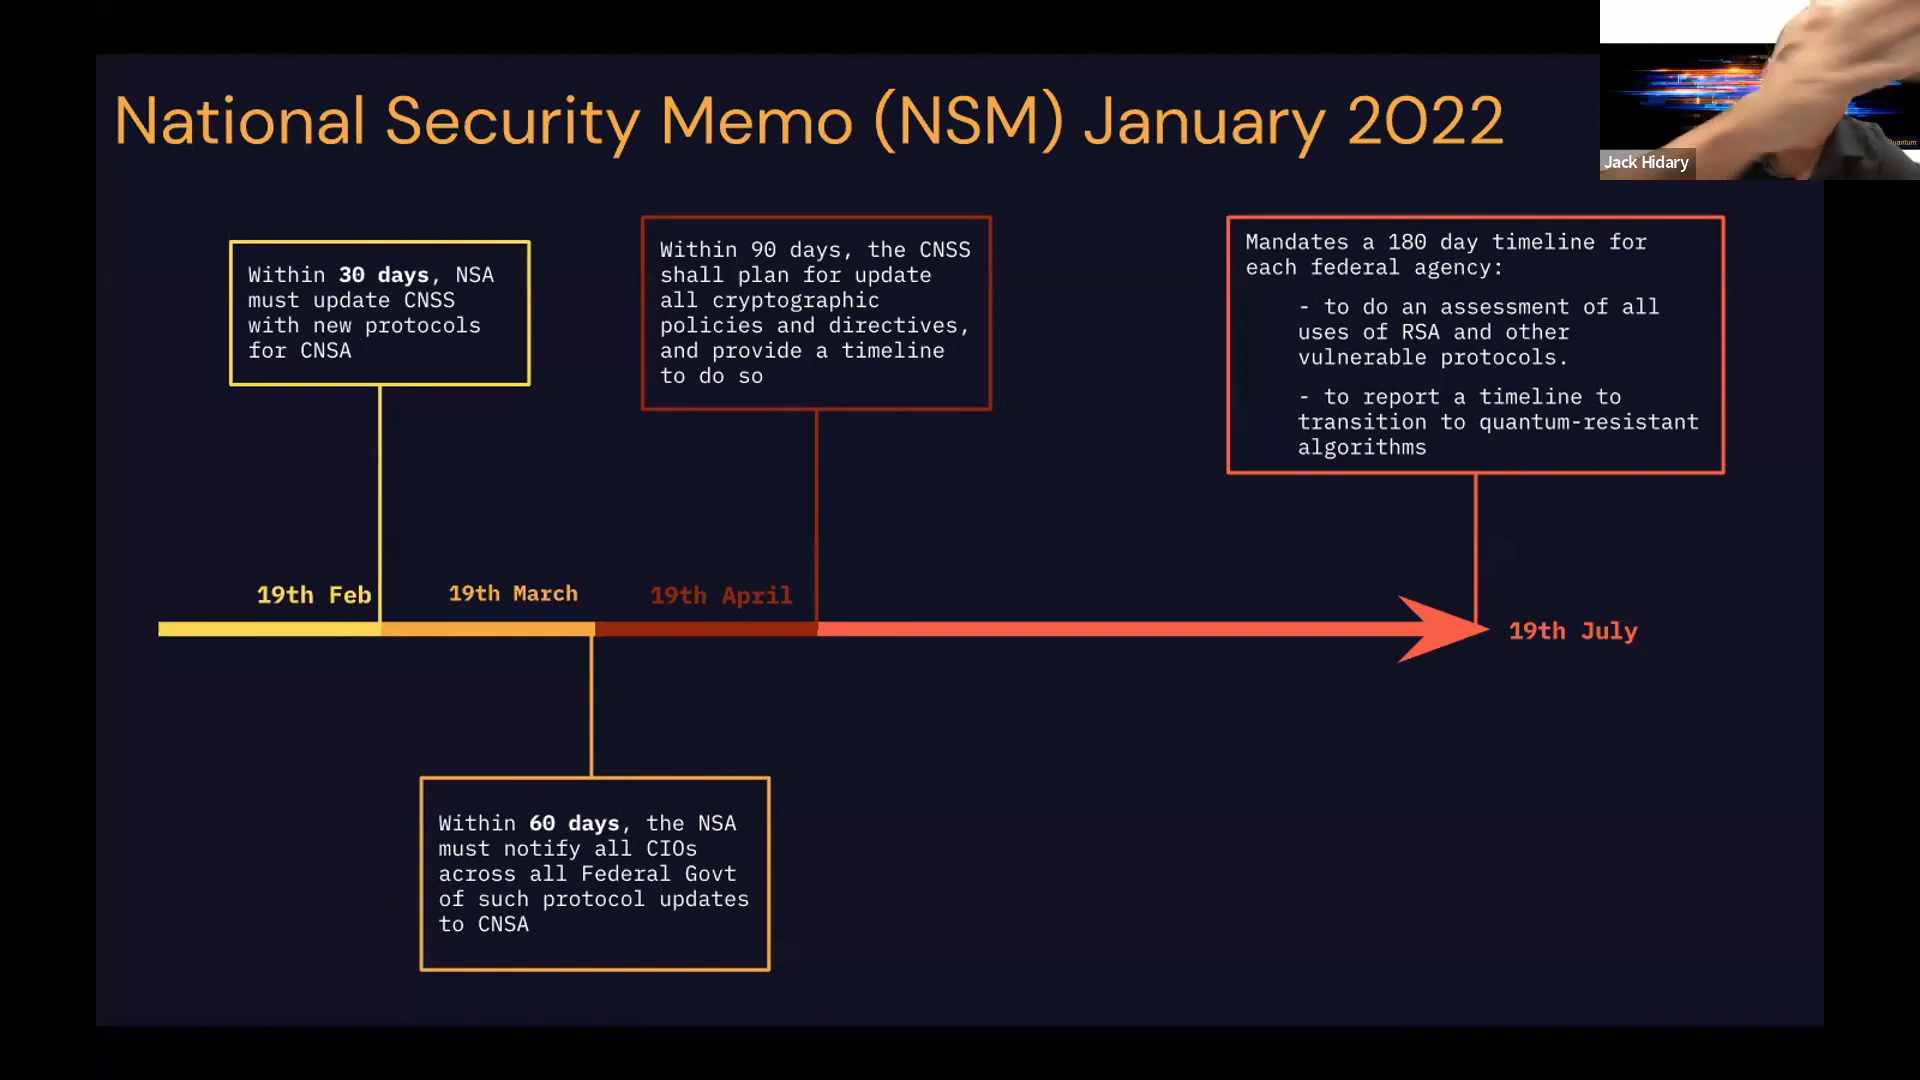 National Security Memo (NSM) January 2022
Jack Hidary
Quantum
Within 30 days, NSA
must update CNSS
with new protocols
for CNSA
Within 90 days, the CNSS
shall plan for update
all cryptographic
policies and directives,
and provide a timeline
to do so
Mandates a 180 day timeline for
each federal agency:
- to do an assessment of all
uses of RSA and other
vulnerable protocols.
- to report a timeline to
transition to quantum-resistant
algorithms
19th Feb
19th March
19th April
19th July
Within 60 days, the NSA
must notify all CIOs
across all Federal Govt
of such protocol updates
to CNSA